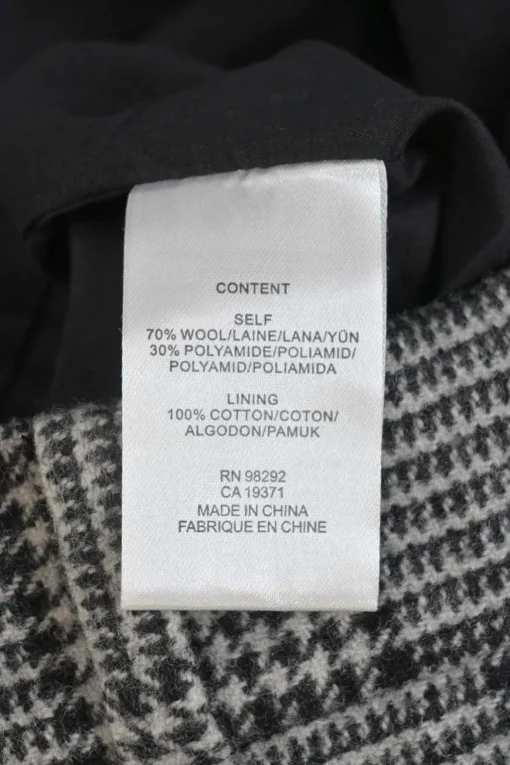 CONTENT
SELF
70% WOOL/LAINE/LANA/YÜN
30% POLYAMIDE/POLIAMID/
POLYAMID/POLIAMIDA
LINING
100% COTTON/COTON/
ALGODON/PAMUK
RN 98292
CA 19371
MADE IN CHINA
FABRIQUE EN CHINE